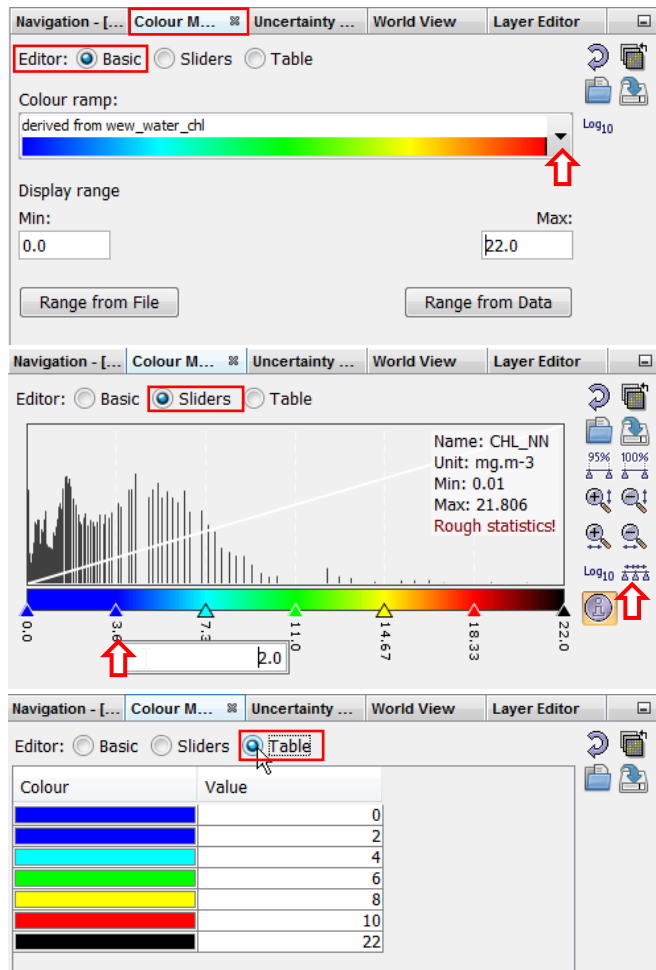 Navigation - [... Colour M... Uncertainty ... World View Layer Editor
Editor: Basic Sliders Table
Colour ramp:
derived from wew_water_chl
Log10
Display range
Min: Max:
0.0 22.0
Range from File Range from Data
Navigation - [... Colour M... Uncertainty ... World View Layer Editor
Editor: Basic Sliders Table
Name: CHL_NN
Unit: mg.m-3
Min: 0.01
Max: 21.806
Rough statistics!
95% 100%
Log10
0.0 3.6 7.3 11.0 14.67 18.33 22.0
2.0
Navigation - [... Colour M... Uncertainty ... World View Layer Editor
Editor: Basic Sliders Table
Colour Value
0
2
4
6
8
10
22